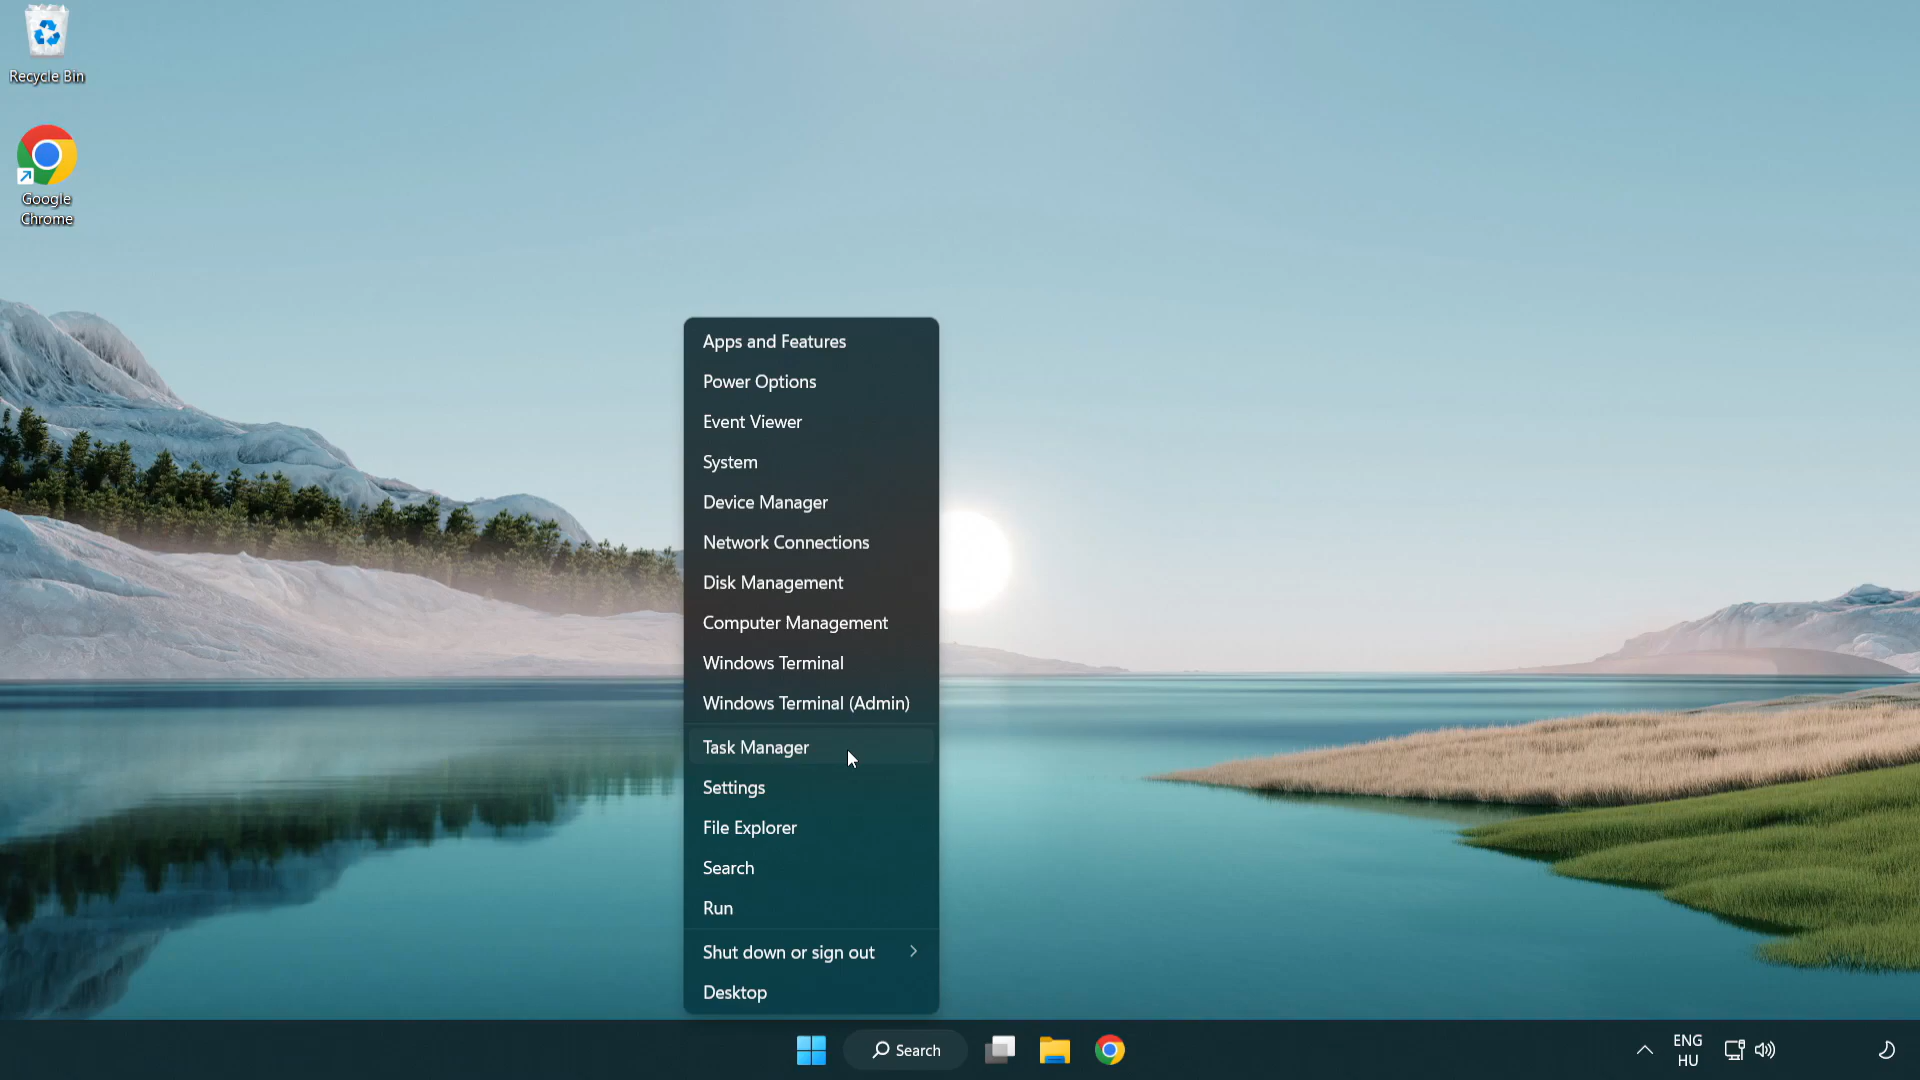 Recycle Bin
Google
Chrome
Apps and Features
Power Options
Event Viewer
System
Device Manager
Network Connections
Disk Management
Computer Management
Windows Terminal
Windows Terminal (Admin)
Task Manager
Settings
File Explorer
Search
Run
Shut down or sign out
Desktop
Search
ENG
HU